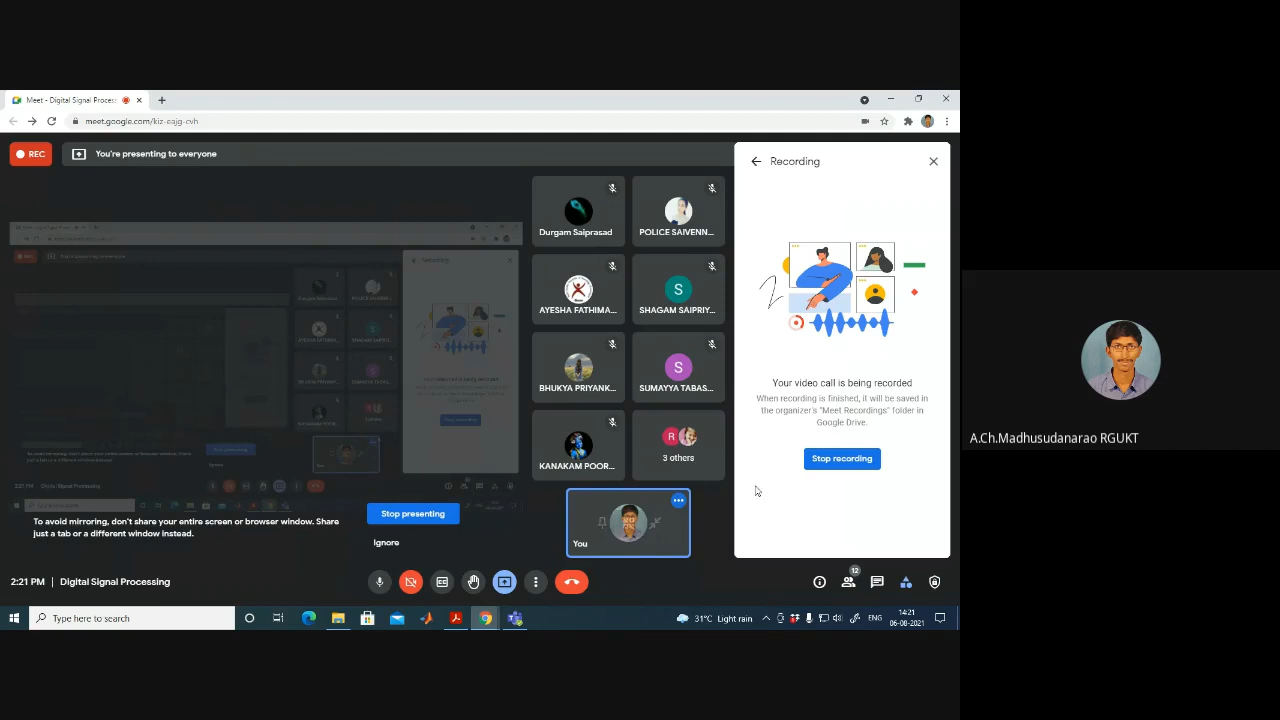 Meet - Digital Signal Process
meet.google.com/kiz-eajg-cvh
REC
You're presenting to everyone
Recording
Durgam Saiprasad
POLICE SAIVENN...
AYESHA FATHIMA...
S
SHAGAM SAIPRIY...
BHUKYA PRIYANK...
S
SUMAYYA TABAS...
KANAKAM POOR...
R
3 others
You
2
Your video call is being recorded
When recording is finished, it will be saved in
the organizer's "Meet Recordings" folder in
Google Drive.
Stop recording
To avoid mirroring, don't share your entire screen or browser window. Share
just a tab or a different window instead.
Stop presenting
Ignore
2:21 PM | Digital Signal Processing
12
Type here to search
31°C Light rain
ENG
14:21
06-08-2021
A.Ch.Madhusudanarao RGUKT